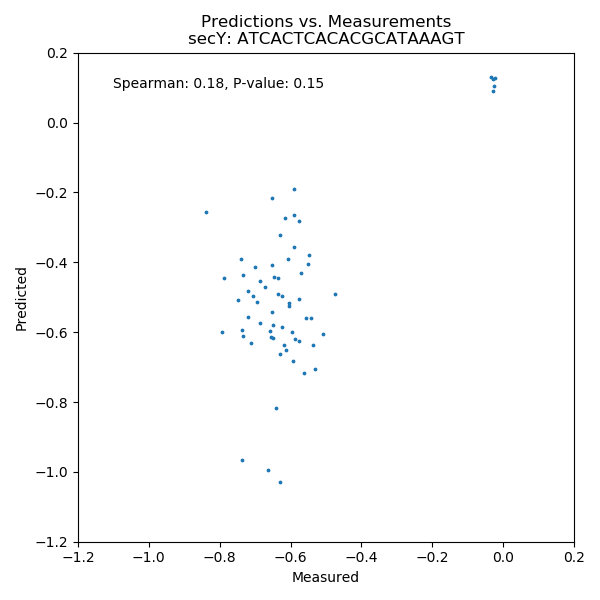 Predictions vs. Measurements
secY: ATCACTCACACGCATAAAGT
Spearman: 0.18, P-value: 0.15
0.2
0.0
−0.2
−0.4
−0.6
−0.8
−1.0
−1.2
Predicted
−1.2 −1.0 −0.8 −0.6 −0.4 −0.2 0.0 0.2
Measured